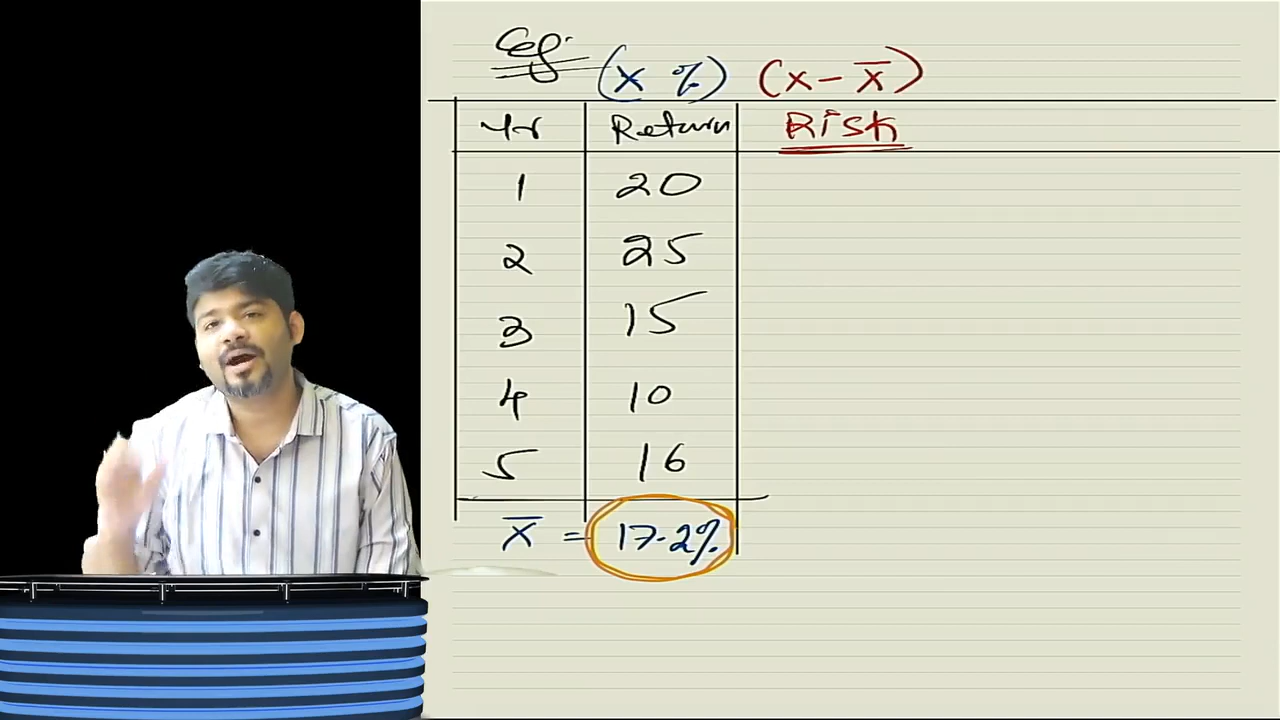 Eg.
(x %) (x - x̄)
Yr Return Risk
1 20
2 25
3 15
4 10
5 16
x̄ = 17.2%